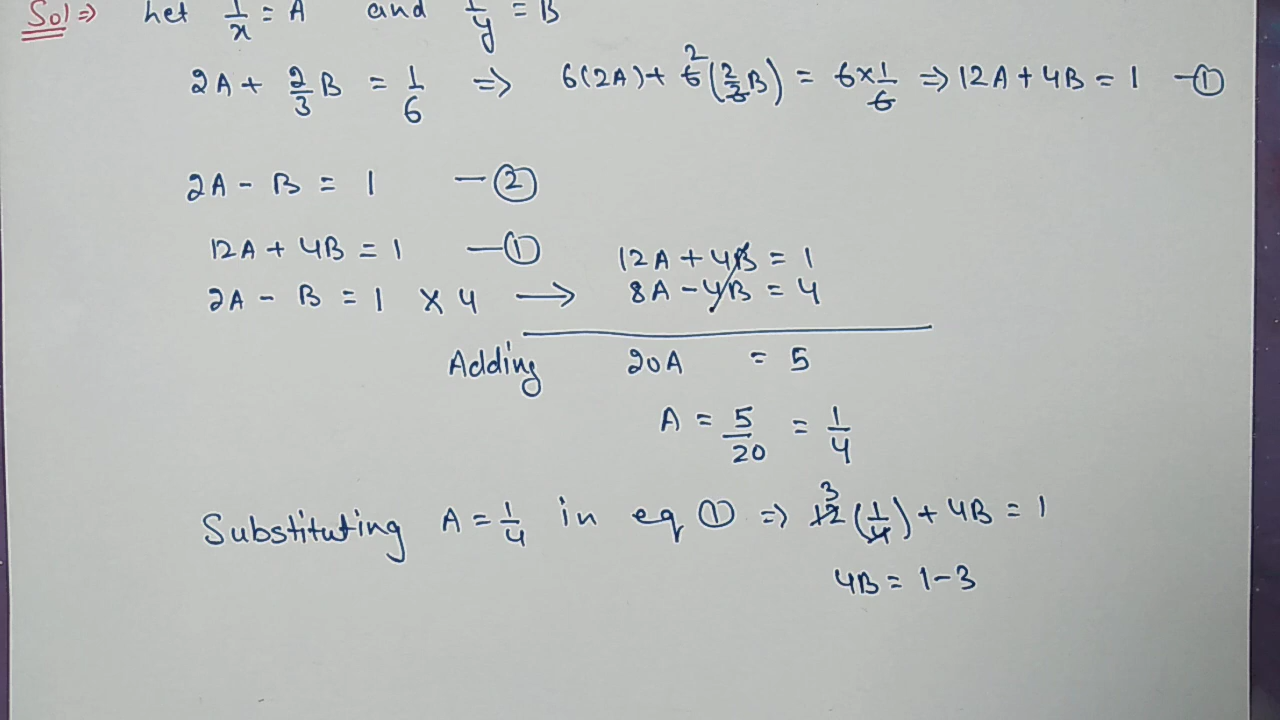 Sol ⇒ Let 1/x = A and 1/y = B
2A + 2/3 B = 1/6 ⇒ 6(2A) + 6² (2/3 B) = 6 × 1/6 ⇒ 12A + 4B = 1 — ①
2A - B = 1 — ②
12A + 4B = 1 — ①
2A - B = 1 × 4 → 
12A + 4B = 1
8A - 4B = 4
Adding 20A = 5
A = 5/20 = 1/4
Substituting A = 1/4 in eq ① ⇒ 12³ (1/4) + 4B = 1
4B = 1 - 3